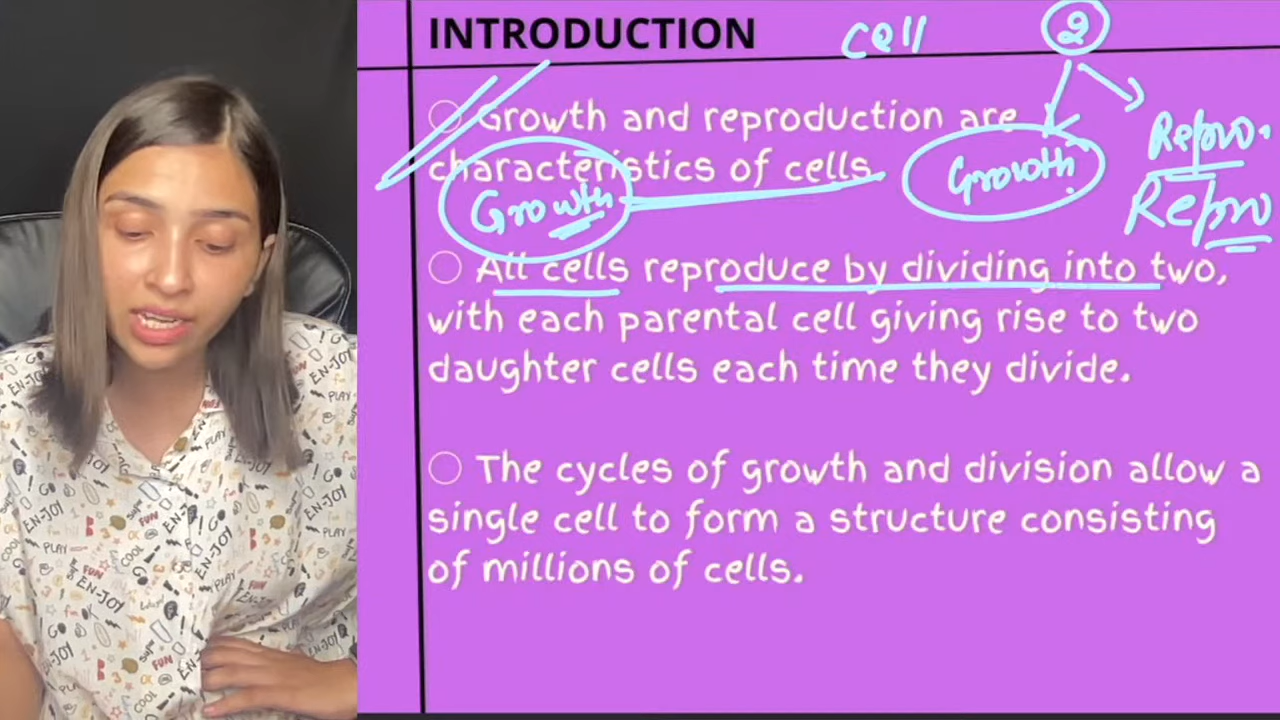 INTRODUCTION
cell
2
Growth and reproduction are
characteristics of cells.
Growth
Growth
Repro.
Repro
All cells reproduce by dividing into two,
with each parental cell giving rise to two
daughter cells each time they divide.
The cycles of growth and division allow a
single cell to form a structure consisting
of millions of cells.